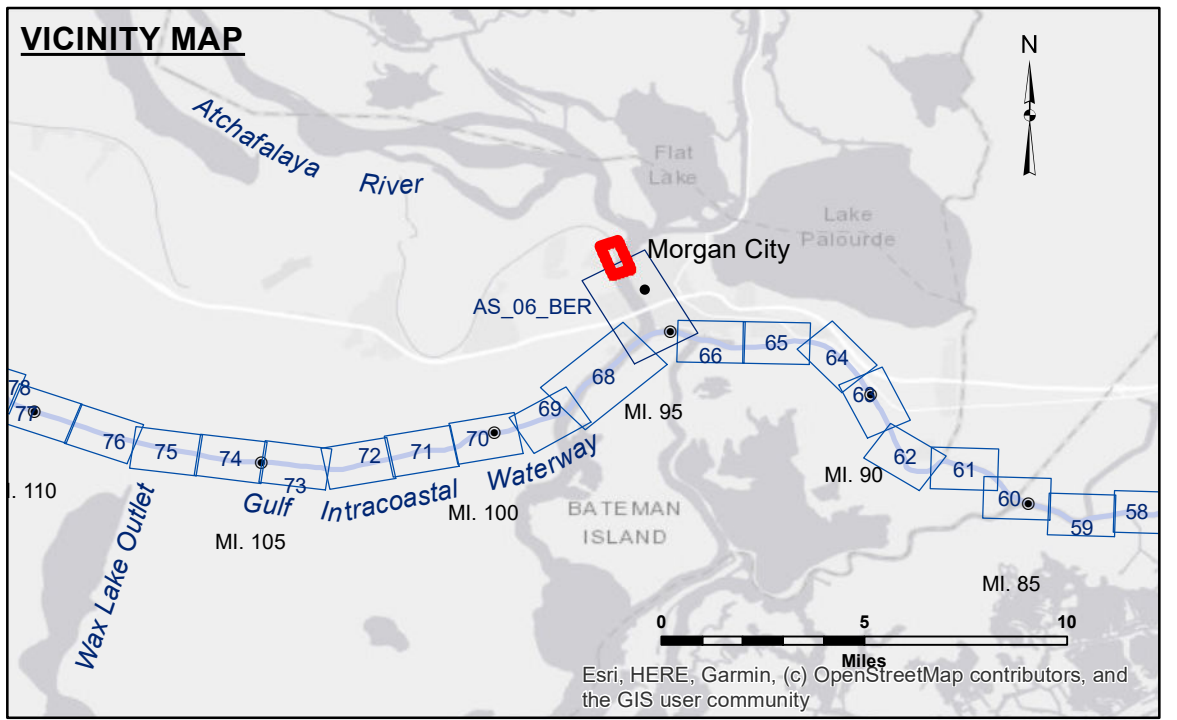 VICINITY MAP
N
Atchafalaya
River
Flat
Lake
Lake
Palourde
Morgan City
AS_06_BER
66
65
64
63
62
61
60
59
58
68
69
70
71
72
73
74
75
76
77
78
MI. 95
MI. 90
MI. 85
MI. 100
MI. 105
I. 110
Gulf Intracoastal Waterway
Wax Lake Outlet
BATEMAN
ISLAND
0 5 10
Miles
Esri, HERE, Garmin, (c) OpenStreetMap contributors, and
the GIS user community